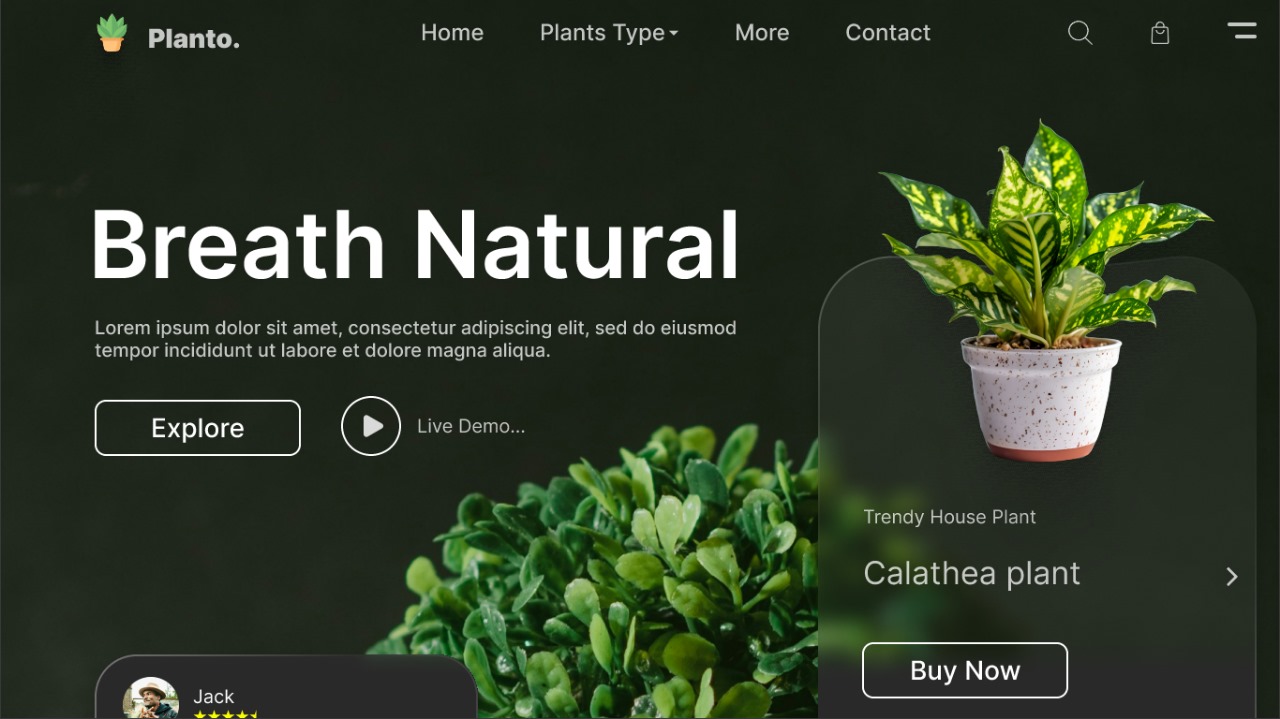 Planto.
Home
Plants Type
More
Contact
Breath Natural
Lorem ipsum dolor sit amet, consectetur adipiscing elit, sed do eiusmod
tempor incididunt ut labore et dolore magna aliqua.
Explore
Live Demo...
Trendy House Plant
Calathea plant
Buy Now
Jack